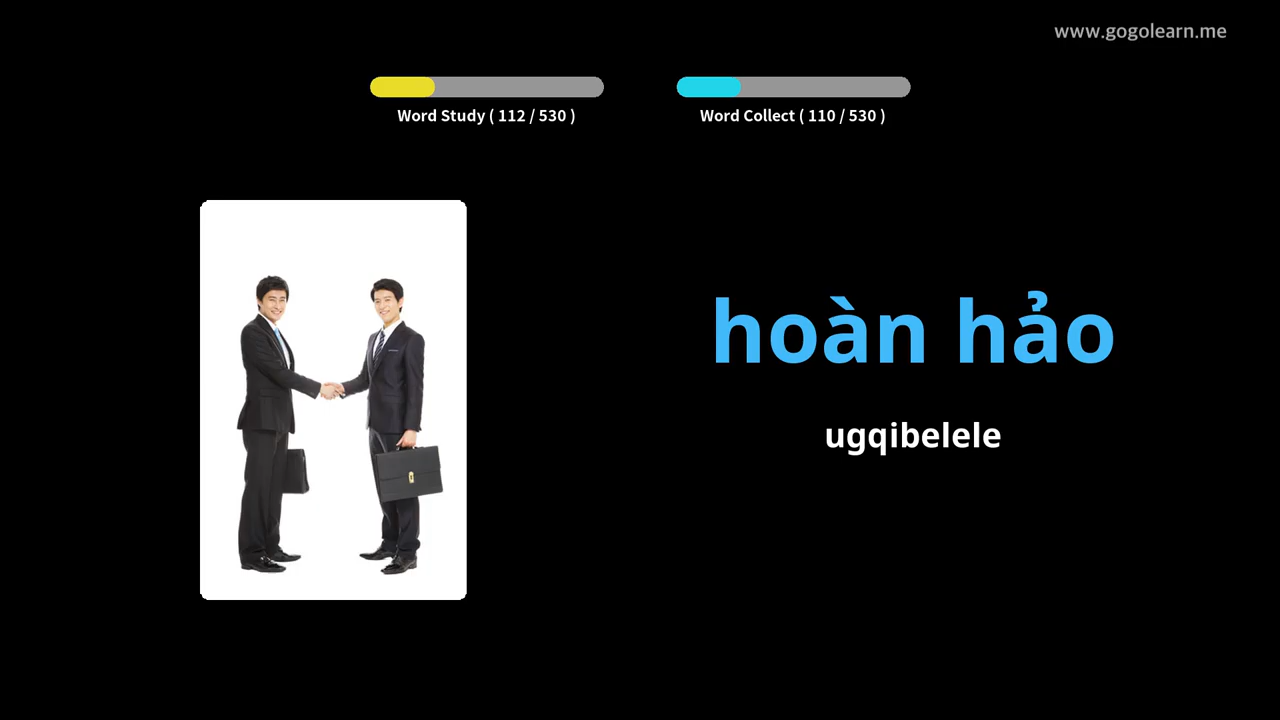 www.gogolearn.me
Word Study ( 112 / 530 )
Word Collect ( 110 / 530 )
hoàn hảo
ugqibelele